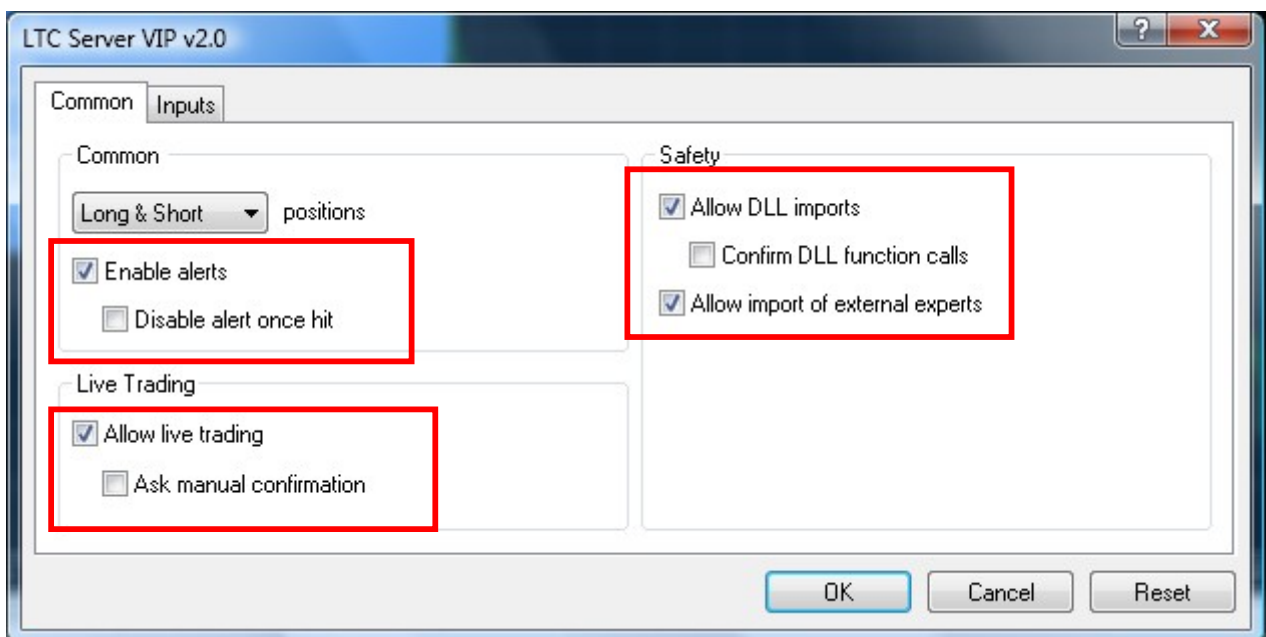 LTC Server VIP v2.0
Common Inputs
Common
Long & Short positions
Enable alerts
Disable alert once hit
Live Trading
Allow live trading
Ask manual confirmation
Safety
Allow DLL imports
Confirm DLL function calls
Allow import of external experts
OK Cancel Reset